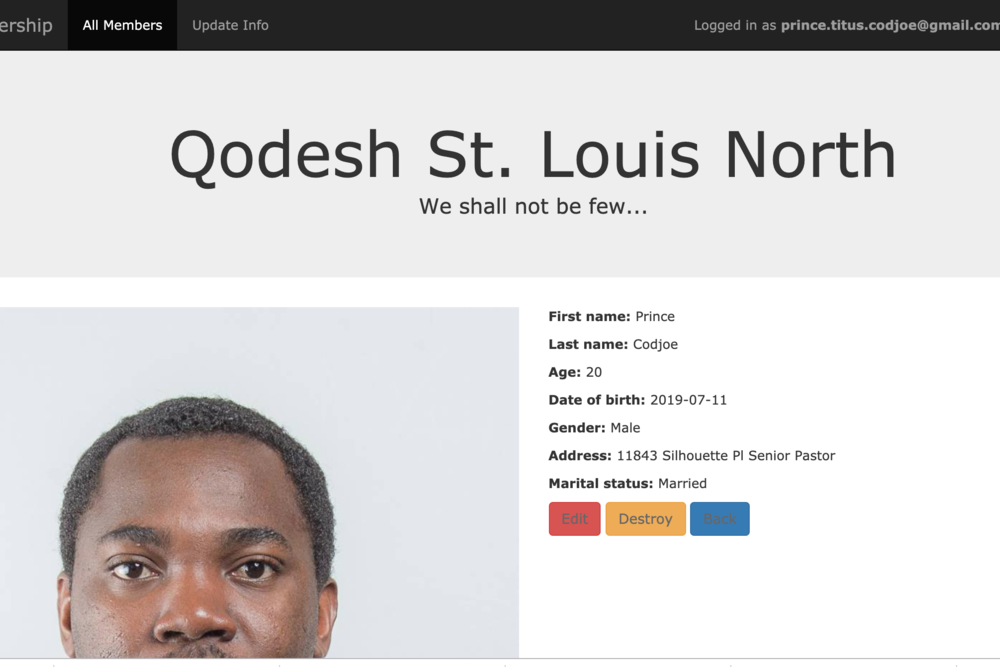 ership All Members Update Info Logged in as prince.titus.codjoe@gmail.com
Qodesh St. Louis North
We shall not be few...
First name: Prince
Last name: Codjoe
Age: 20
Date of birth: 2019-07-11
Gender: Male
Address: 11843 Silhouette Pl Senior Pastor
Marital status: Married
Edit Destroy Back